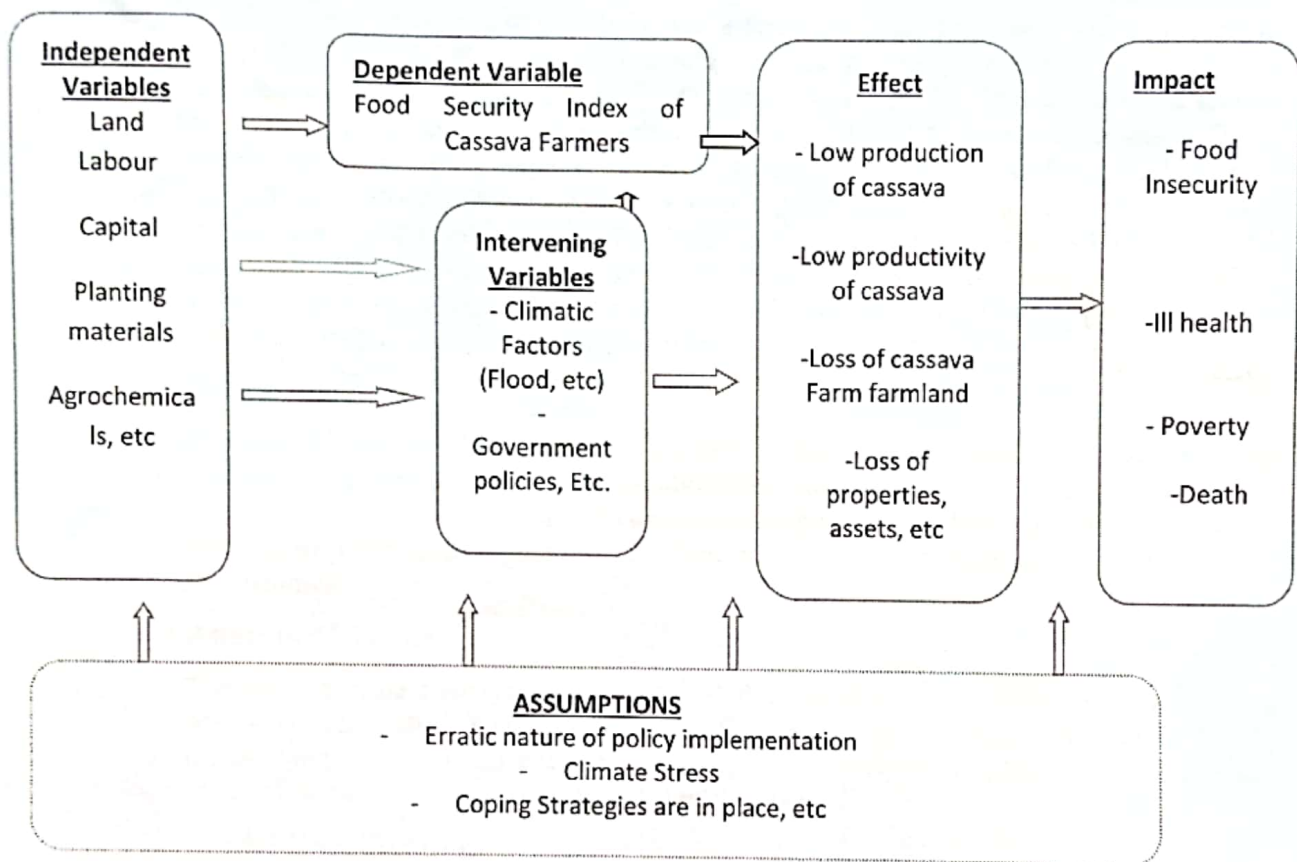 Independent
Variables
Land
Labour
Capital
Planting
materials
Agrochemica
ls, etc
Dependent Variable
Food Security Index of
Cassava Farmers
Intervening
Variables
- Climatic
Factors
(Flood, etc)
-
Government
policies, Etc.
Effect
- Low production
of cassava
-Low productivity
of cassava
-Loss of cassava
Farm farmland
-Loss of
properties,
assets, etc
Impact
- Food
Insecurity
-Ill health
- Poverty
-Death
ASSUMPTIONS
- Erratic nature of policy implementation
- Climate Stress
- Coping Strategies are in place, etc